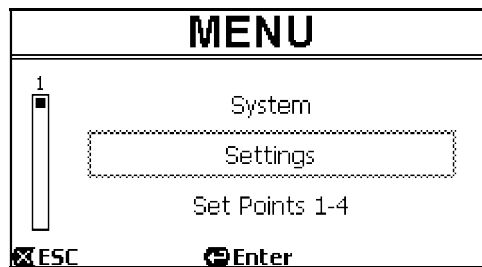 MENU
1
System
Settings
Set Points 1-4
ESC Enter